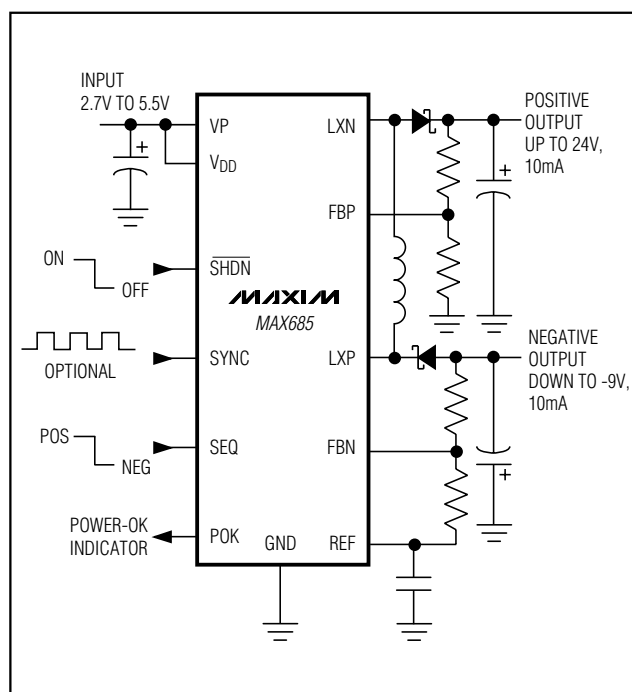 INPUT
2.7V TO 5.5V
VP
VDD
SHDN
ON
OFF
SYNC
OPTIONAL
POS
NEG
SEQ
POWER-OK
INDICATOR
POK
GND
MAXIM
MAX685
LXN
FBP
LXP
FBN
REF
POSITIVE
OUTPUT
UP TO 24V,
10mA
NEGATIVE
OUTPUT
DOWN TO -9V,
10mA
+
+
+